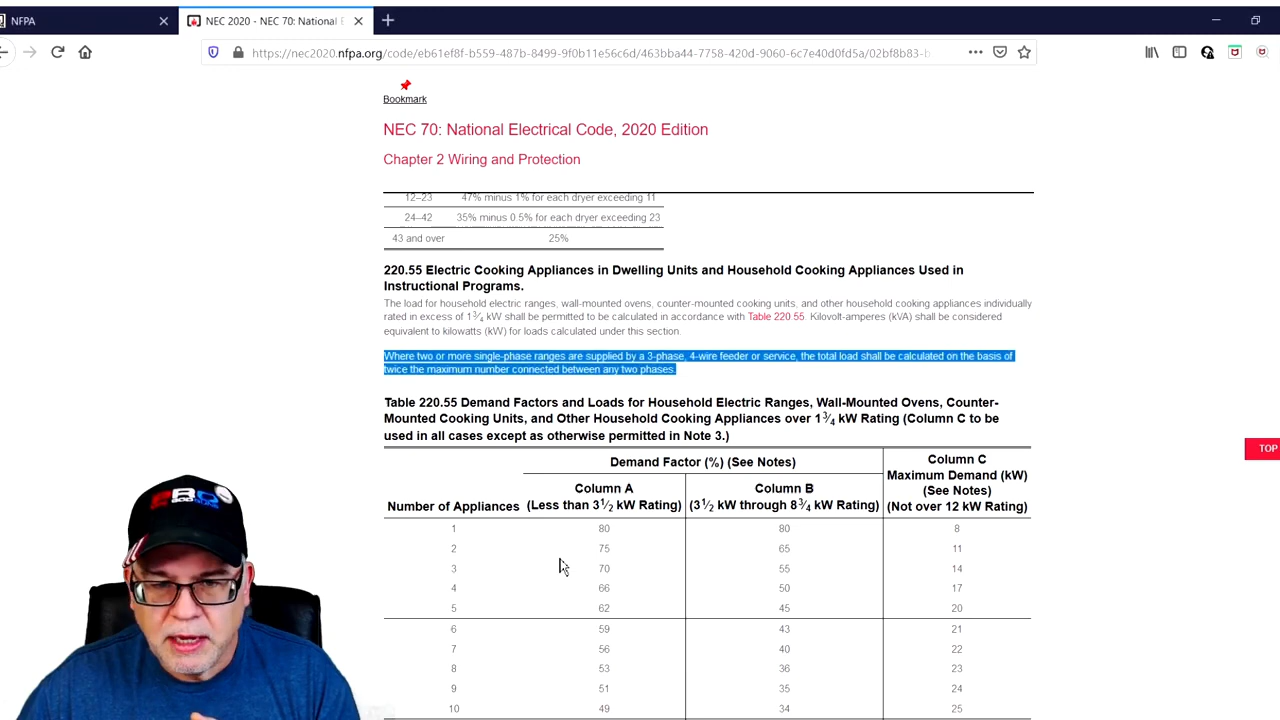 NFPA
NEC 2020 - NEC 70: National E
https://nec2020.nfpa.org/code/eb61ef8f-b559-487b-8499-9f0b11e56c6d/463bba44-7758-420d-9060-6c7e40d0fd5a/02bf8b83-b
Bookmark
NEC 70: National Electrical Code, 2020 Edition
Chapter 2 Wiring and Protection
12–23 47% minus 1% for each dryer exceeding 11
24–42 35% minus 0.5% for each dryer exceeding 23
43 and over 25%
220.55 Electric Cooking Appliances in Dwelling Units and Household Cooking Appliances Used in
Instructional Programs.
The load for household electric ranges, wall-mounted ovens, counter-mounted cooking units, and other household cooking appliances individually
rated in excess of 1 3/4 kW shall be permitted to be calculated in accordance with Table 220.55. Kilovolt-amperes (kVA) shall be considered
equivalent to kilowatts (kW) for loads calculated under this section.
Where two or more single-phase ranges are supplied by a 3-phase, 4-wire feeder or service, the total load shall be calculated on the basis of
twice the maximum number connected between any two phases.
Table 220.55 Demand Factors and Loads for Household Electric Ranges, Wall-Mounted Ovens, Counter-
Mounted Cooking Units, and Other Household Cooking Appliances over 1 3/4 kW Rating (Column C to be
used in all cases except as otherwise permitted in Note 3.)
Demand Factor (%) (See Notes)
Column C
Maximum Demand (kW)
(See Notes)
(Not over 12 kW Rating)
Number of Appliances
Column A
(Less than 3 1/2 kW Rating)
Column B
(3 1/2 kW through 8 3/4 kW Rating)
1 80 80 8
2 75 65 11
3 70 55 14
4 66 50 17
5 62 45 20
6 59 43 21
7 56 40 22
8 53 36 23
9 51 35 24
10 49 34 25
TOP